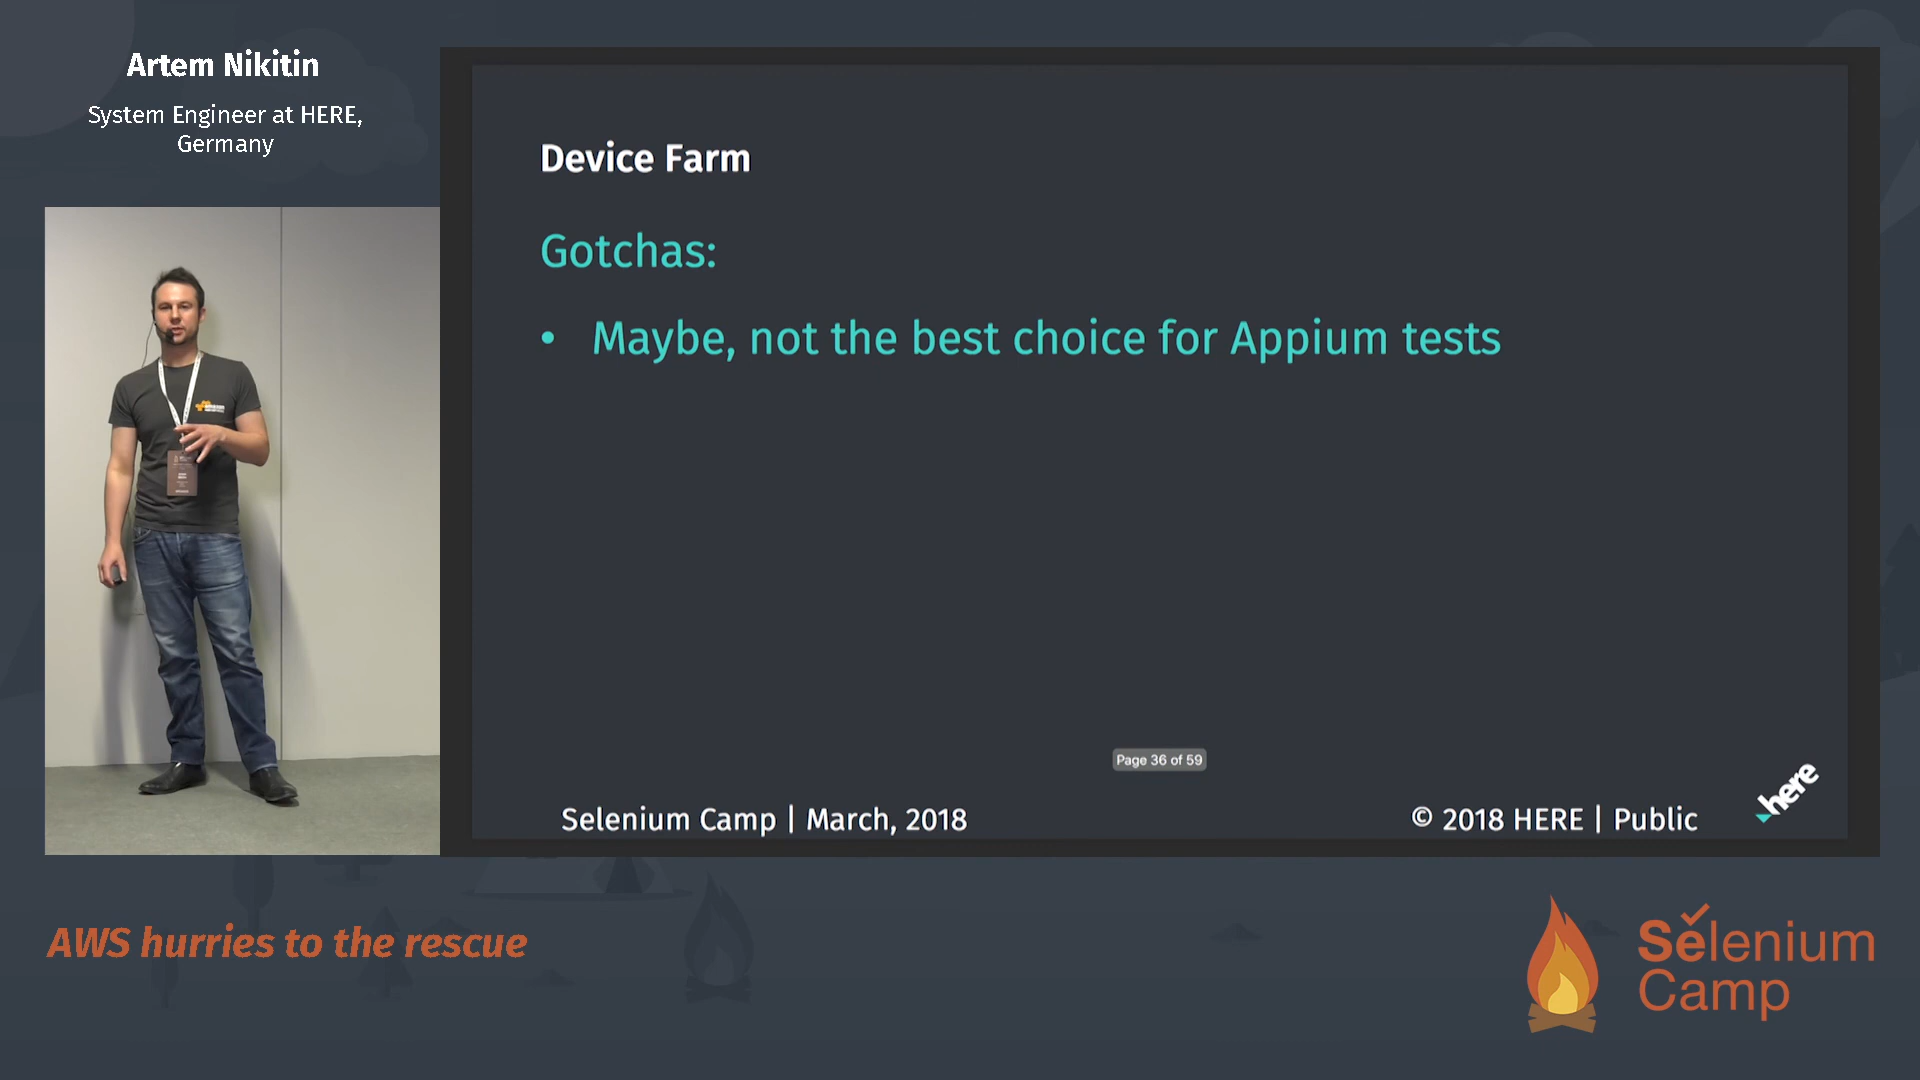 Artem Nikitin
System Engineer at HERE,
Germany
Device Farm
Gotchas:
• Maybe, not the best choice for Appium tests
Page 36 of 59
Selenium Camp | March, 2018
© 2018 HERE | Public
here
AWS hurries to the rescue
Selenium
Camp